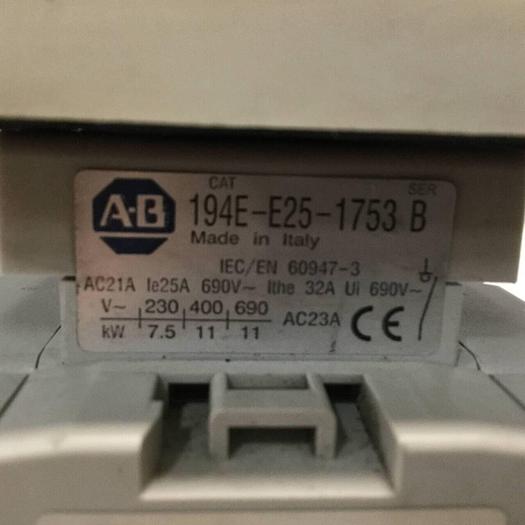 CAT SER
A-B 194E-E25-1753 B
Made in Italy
IEC/EN 60947-3
AC21A Ie25A 690V~ Ithe 32A Ui 690V~
V~ 230 400 690
kW 7.5 11 11 AC23A CE